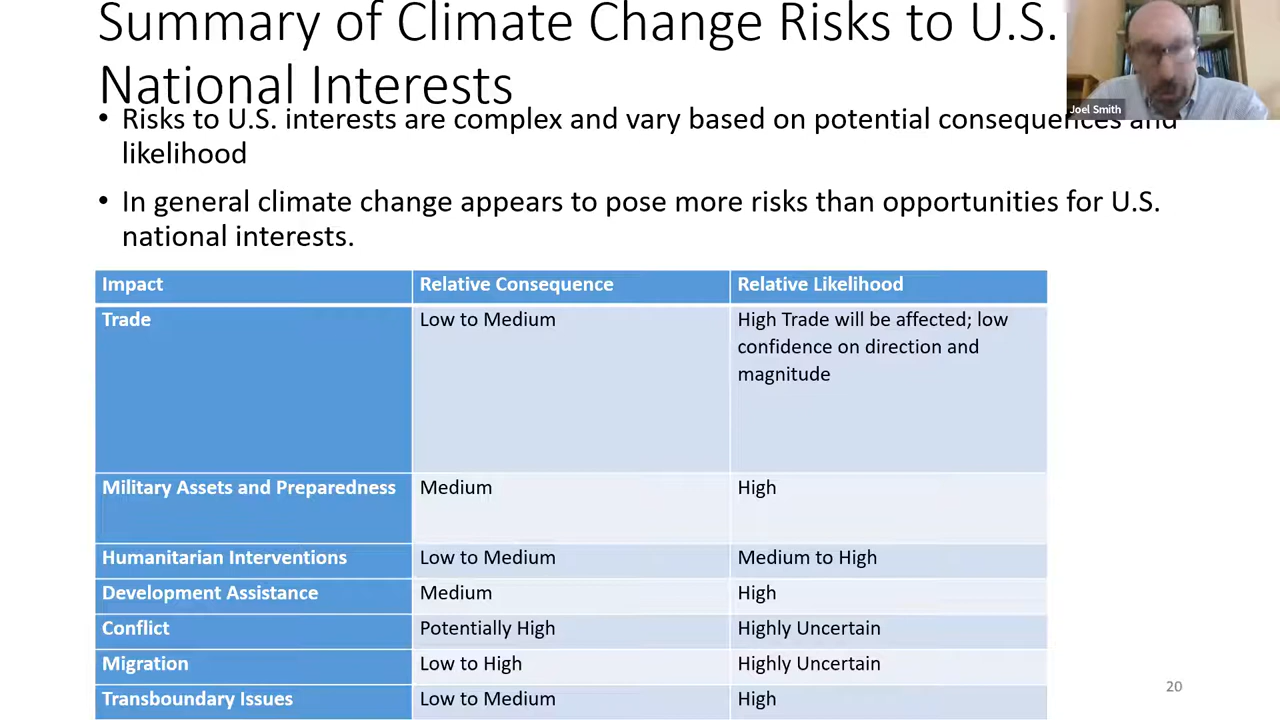 Summary of Climate Change Risks to U.S.
National Interests
Joel Smith
• Risks to U.S. interests are complex and vary based on potential consequences and
likelihood
• In general climate change appears to pose more risks than opportunities for U.S.
national interests.
Impact Relative Consequence Relative Likelihood
Trade Low to Medium High Trade will be affected; low
confidence on direction and
magnitude
Military Assets and Preparedness Medium High
Humanitarian Interventions Low to Medium Medium to High
Development Assistance Medium High
Conflict Potentially High Highly Uncertain
Migration Low to High Highly Uncertain
Transboundary Issues Low to Medium High
20